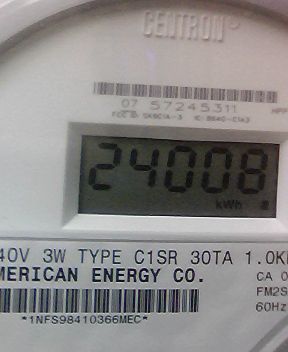 CENTRON
07 57245311
24008
kWh
40V 3W TYPE C1SR 30TA 1.0K
MERICAN ENERGY CO.
CA 0
FM2S
60Hz
*1NFS98410366MEC*